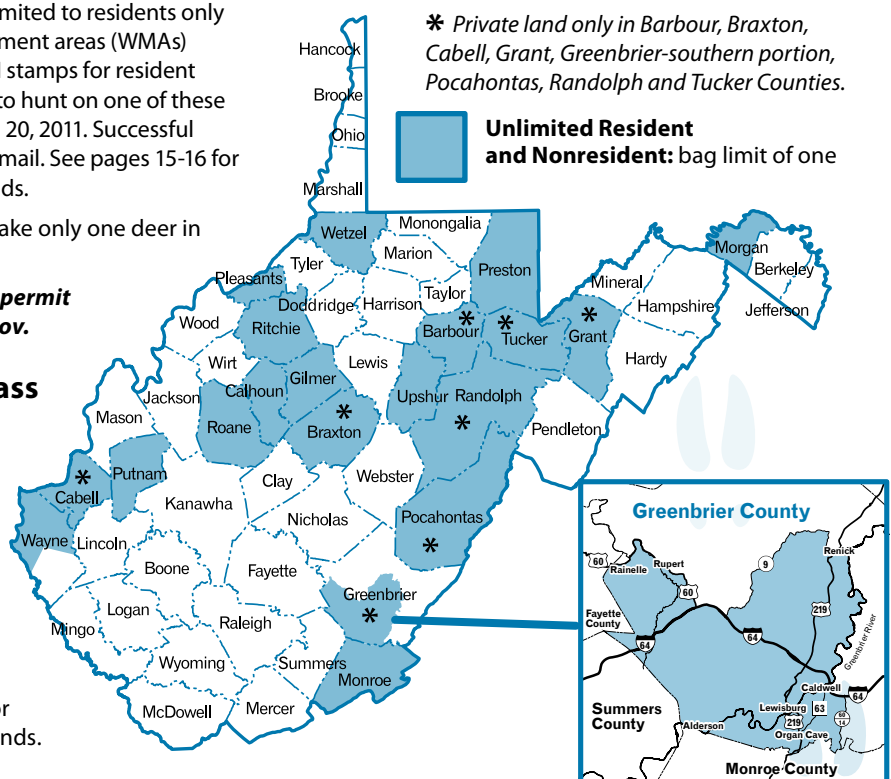 mited to residents only
ment areas (WMAs)
l stamps for resident
to hunt on one of these
20, 2011. Successful
mail. See pages 15-16 for
ds.
ake only one deer in
permit
ov.
ass
or
nds.
* Private land only in Barbour, Braxton,
Cabell, Grant, Greenbrier-southern portion,
Pocahontas, Randolph and Tucker Counties.
Unlimited Resident
and Nonresident: bag limit of one
Hancock
Brooke
Ohio
Marshall
Wetzel
Monongalia
Marion
Preston
Morgan
Berkeley
Jefferson
Mineral
Hampshire
Pleasants
Tyler
Doddridge
Harrison
Taylor
Wood
Ritchie
Barbour
*
Tucker
*
Grant
*
Hardy
Wirt
Lewis
Jackson
Calhoun
Gilmer
Upshur
Randolph
*
Mason
Roane
Braxton
*
Pendleton
Cabell
*
Putnam
Clay
Webster
Kanawha
Nicholas
Pocahontas
*
Wayne
Lincoln
Boone
Fayette
Greenbrier
*
Logan
Mingo
Raleigh
Wyoming
Summers
Monroe
McDowell
Mercer
Greenbrier County
Renick
60
Rainelle
Rupert
9
60
219
Fayette
County
64
64
Greenbrier River
Caldwell
64
Summers
County
Lewisburg
63
Alderson
219
60
14
Organ Cave
Monroe County